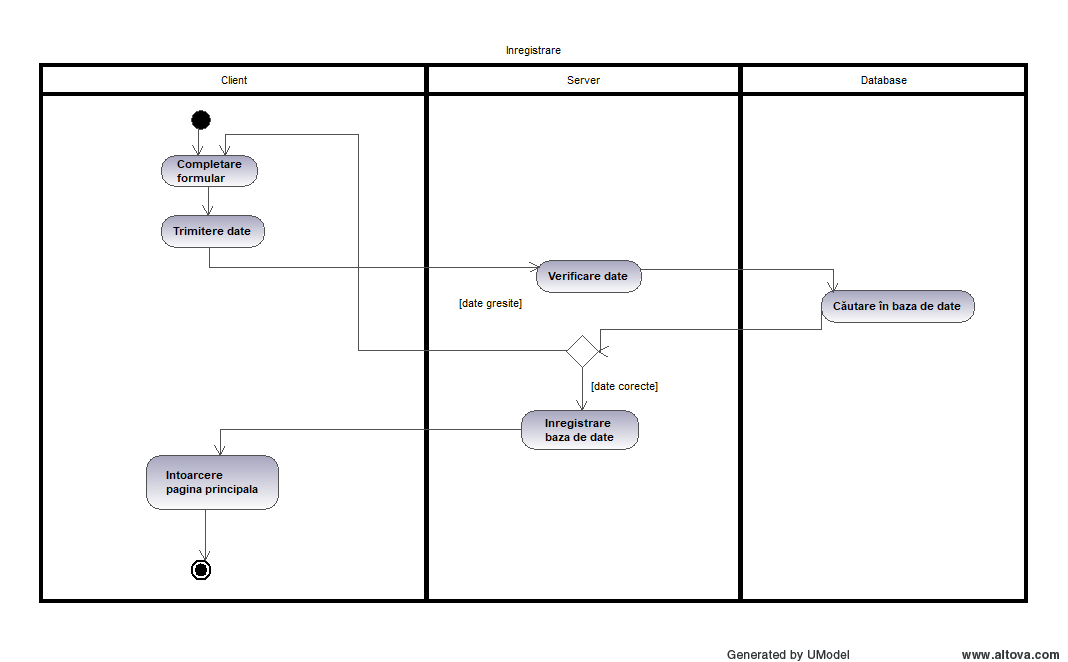 Inregistrare
Client
Server
Database
Completare
formular
Trimitere date
Verificare date
[date gresite]
Căutare în baza de date
[date corecte]
Inregistrare
baza de date
Intoarcere
pagina principala
Generated by UModel
www.altova.com